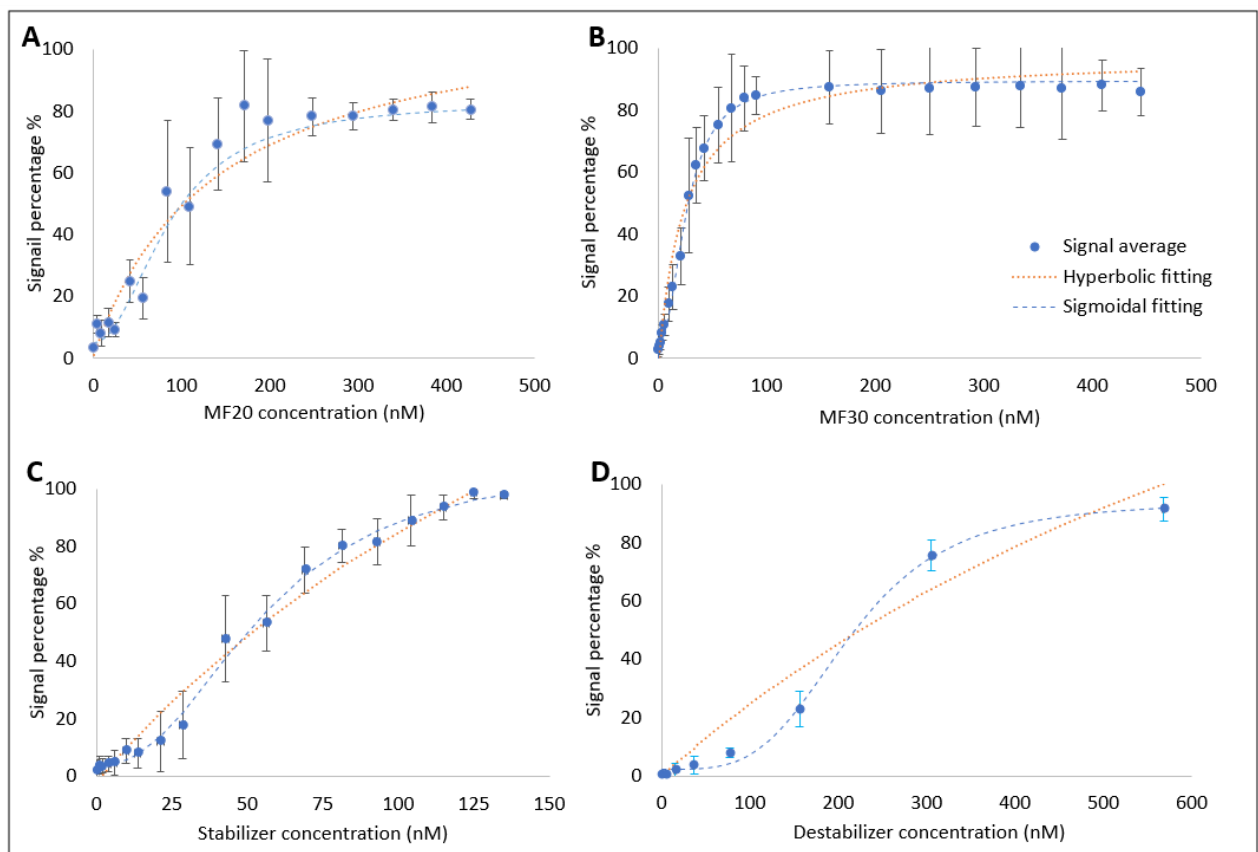 A
B
100
80
60
40
20
0
Signail percentage %
0 100 200 300 400 500
MF20 concentration (nM)
100
80
60
40
20
0
Signal percentage %
Signal average
Hyperbolic fitting
Sigmoidal fitting
0 100 200 300 400 500
MF30 concentration (nM)
C
D
100
80
60
40
20
0
Signal percentage %
0 25 50 75 100 125 150
Stabilizer concentration (nM)
100
80
60
40
20
0
Signal percentage %
0 100 200 300 400 500 600
Destabilizer concentration (nM)